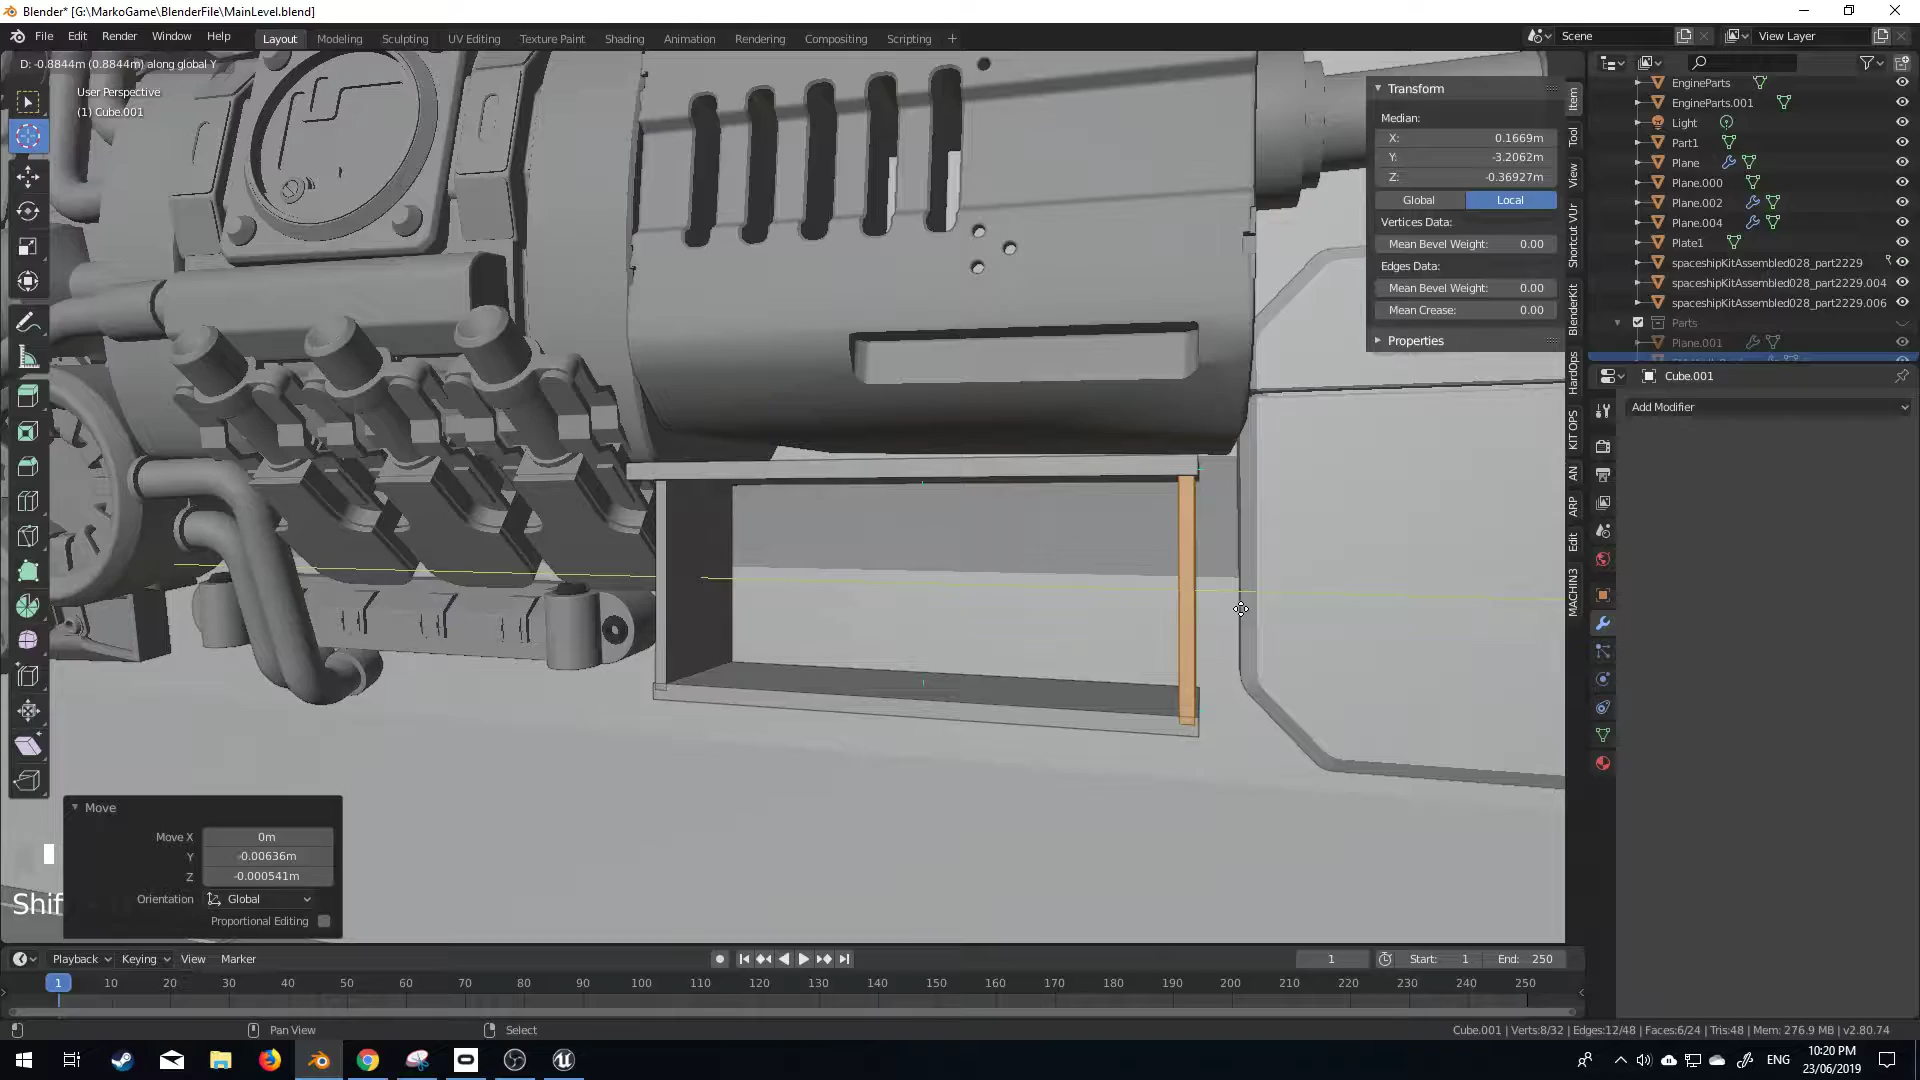 Blender* [G:\MarkoGame\BlenderFile\MainLevel.blend]
File Edit Render Window Help
Layout Modeling Sculpting UV Editing Texture Paint Shading Animation Rendering Compositing Scripting +
Scene
View Layer
D: -0.8844m (0.8844m) along global Y
User Perspective
(1) Cube.001
Transform
Median:
X: 0.1669m
Y: -3.2062m
Z: -0.36927m
Global Local
Vertices Data:
Mean Bevel Weight: 0.00
Edges Data:
Mean Bevel Weight: 0.00
Mean Crease: 0.00
Properties
Item
Tool
View
Shortcut VUr
BlenderKit
HardOps
KIT OPS
AN
ARP
Edit
MACHIN3
EngineParts
EngineParts.001
Light
Part1
Plane
Plane.000
Plane.002
Plane.004
Plate1
spaceshipKitAssembled028_part2229
spaceshipKitAssembled028_part2229.004
spaceshipKitAssembled028_part2229.006
Parts
Plane.001
Cube.001
Add Modifier
Move
Move X 0m
Y -0.00636m
Z -0.000541m
Orientation Global
Proportional Editing
Shif
Playback Keying View Marker
1
Start: 1
End: 250
1 10 20 30 40 50 60 70 80 90 100 110 120 130 140 150 160 170 180 190 200 210 220 230 240 250
Pan View
Select
Cube.001 | Verts:8/32 | Edges:12/48 | Faces:6/24 | Tris:48 | Mem: 276.9 MB | v2.80.74
ENG
10:20 PM
23/06/2019